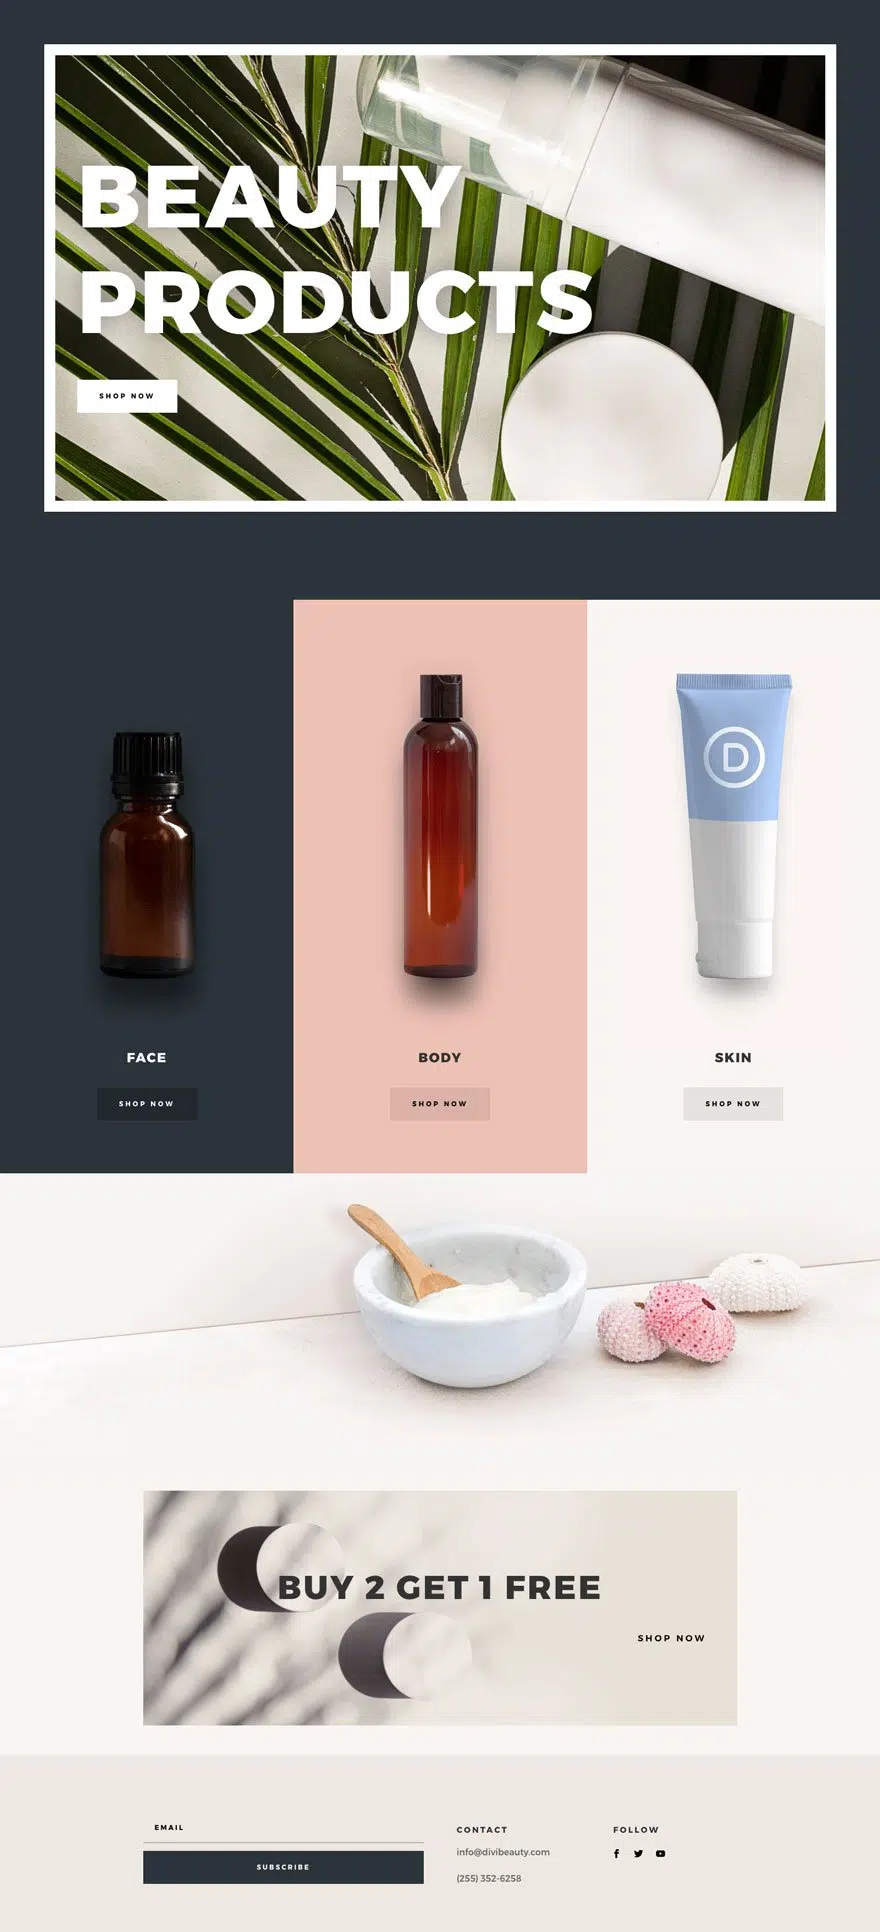 BEAUTY
PRODUCTS
SHOP NOW
D
FACE
SHOP NOW
BODY
SHOP NOW
SKIN
SHOP NOW
BUY 2 GET 1 FREE
SHOP NOW
EMAIL
SUBSCRIBE
CONTACT
info@divibeauty.com
(255) 352-6258
FOLLOW